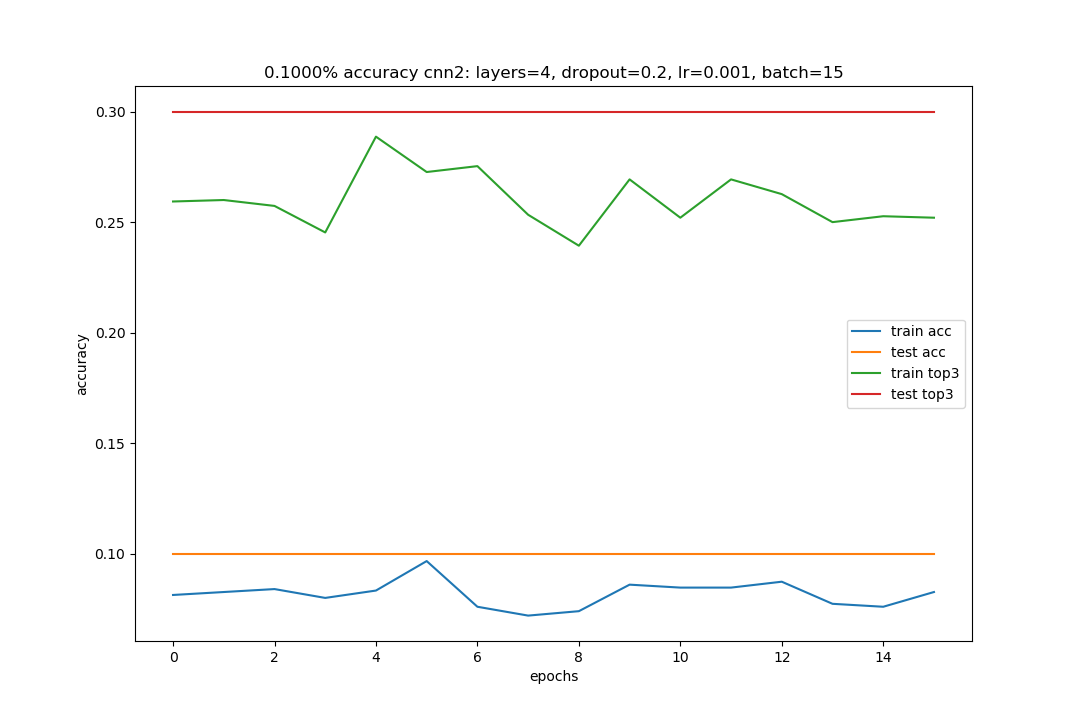 0.1000% accuracy cnn2: layers=4, dropout=0.2, lr=0.001, batch=15
0.30
0.25
0.20
0.15
0.10
accuracy
train acc
test acc
train top3
test top3
0 2 4 6 8 10 12 14
epochs